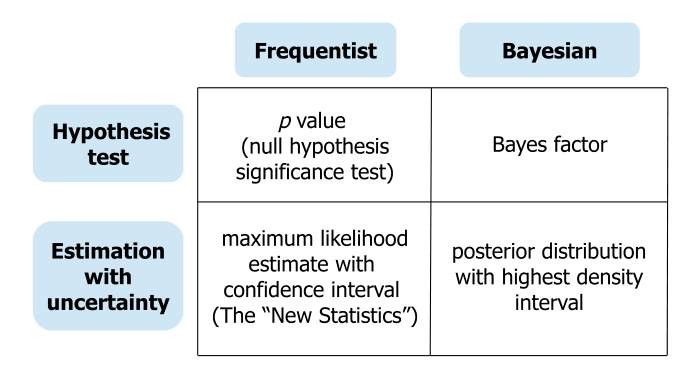 Frequentist
Bayesian
Hypothesis
test
p value
(null hypothesis
significance test)
Bayes factor
Estimation
with
uncertainty
maximum likelihood
estimate with
confidence interval
(The “New Statistics”)
posterior distribution
with highest density
interval